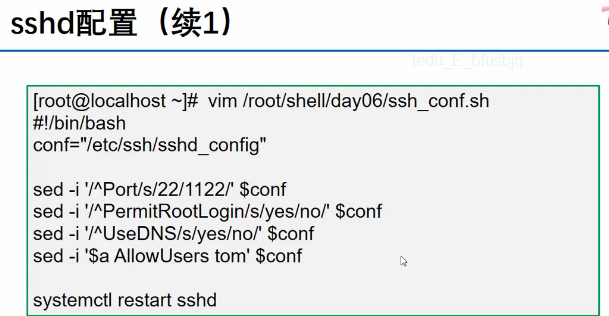 sshd配置（续1）
tedu_E_bfusbjq
[root@localhost ~]# vim /root/shell/day06/ssh_conf.sh
#!/bin/bash
conf="/etc/ssh/sshd_config"
sed -i '/^Port/s/22/1122/' $conf
sed -i '/^PermitRootLogin/s/yes/no/' $conf
sed -i '/^UseDNS/s/yes/no/' $conf
sed -i '$a AllowUsers tom' $conf
systemctl restart sshd